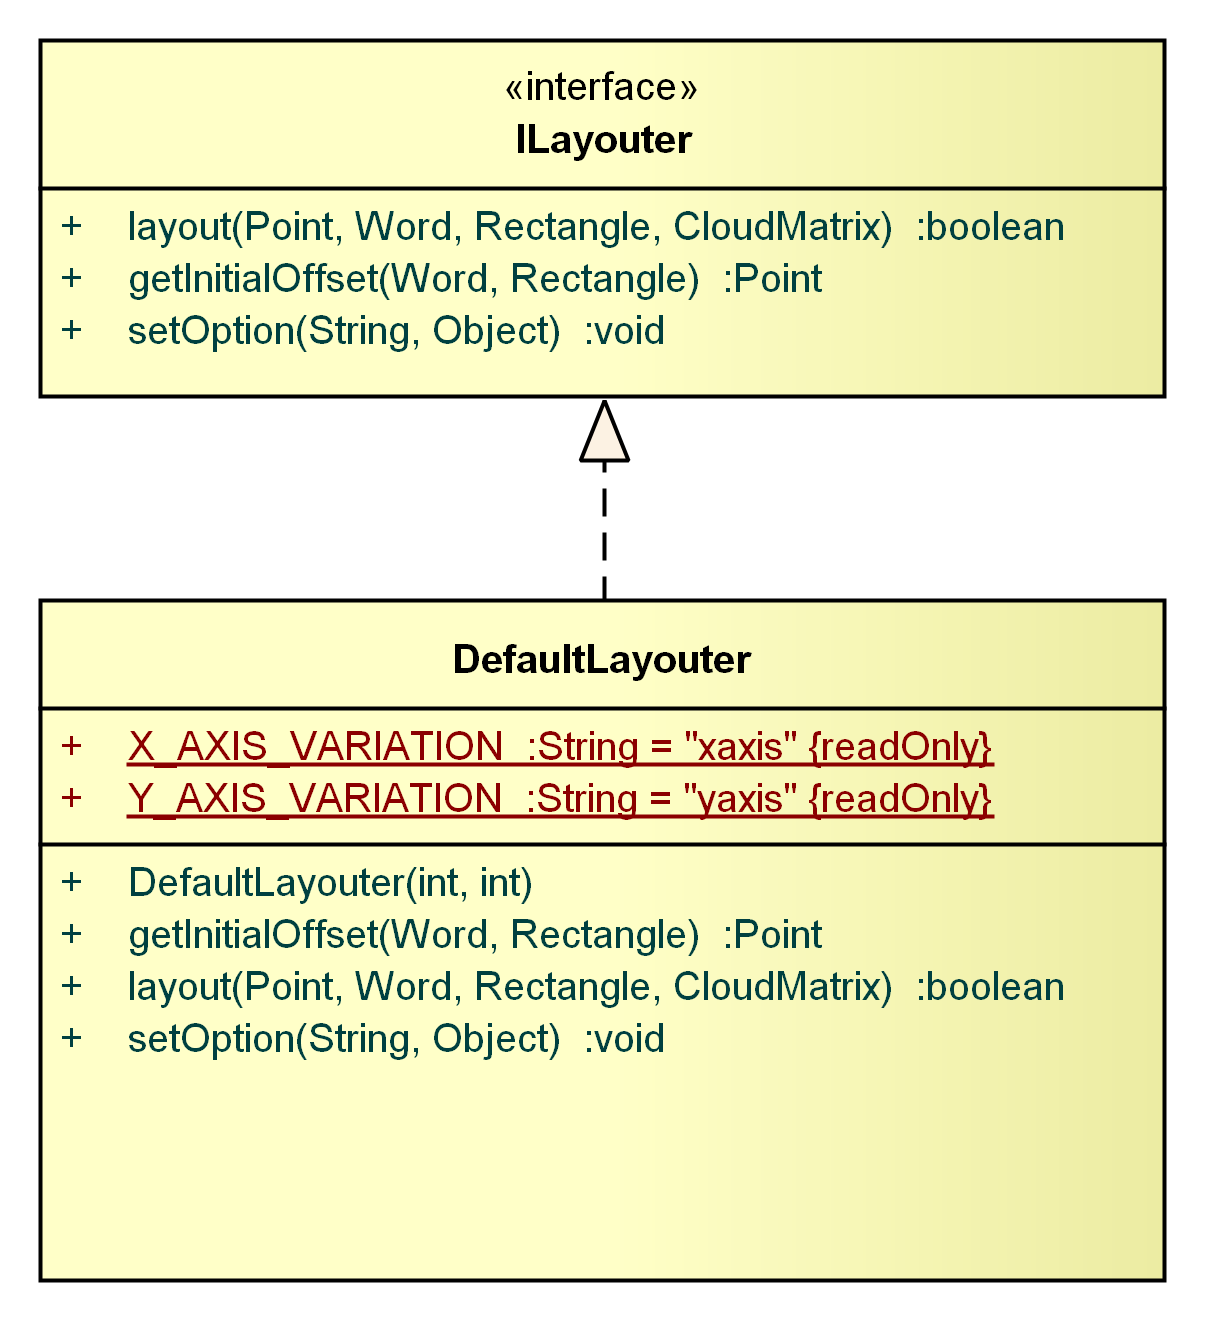 «interface»
ILayouter
+ layout(Point, Word, Rectangle, CloudMatrix) :boolean
+ getInitialOffset(Word, Rectangle) :Point
+ setOption(String, Object) :void
DefaultLayouter
+ X_AXIS_VARIATION :String = "xaxis" {readOnly}
+ Y_AXIS_VARIATION :String = "yaxis" {readOnly}
+ DefaultLayouter(int, int)
+ getInitialOffset(Word, Rectangle) :Point
+ layout(Point, Word, Rectangle, CloudMatrix) :boolean
+ setOption(String, Object) :void